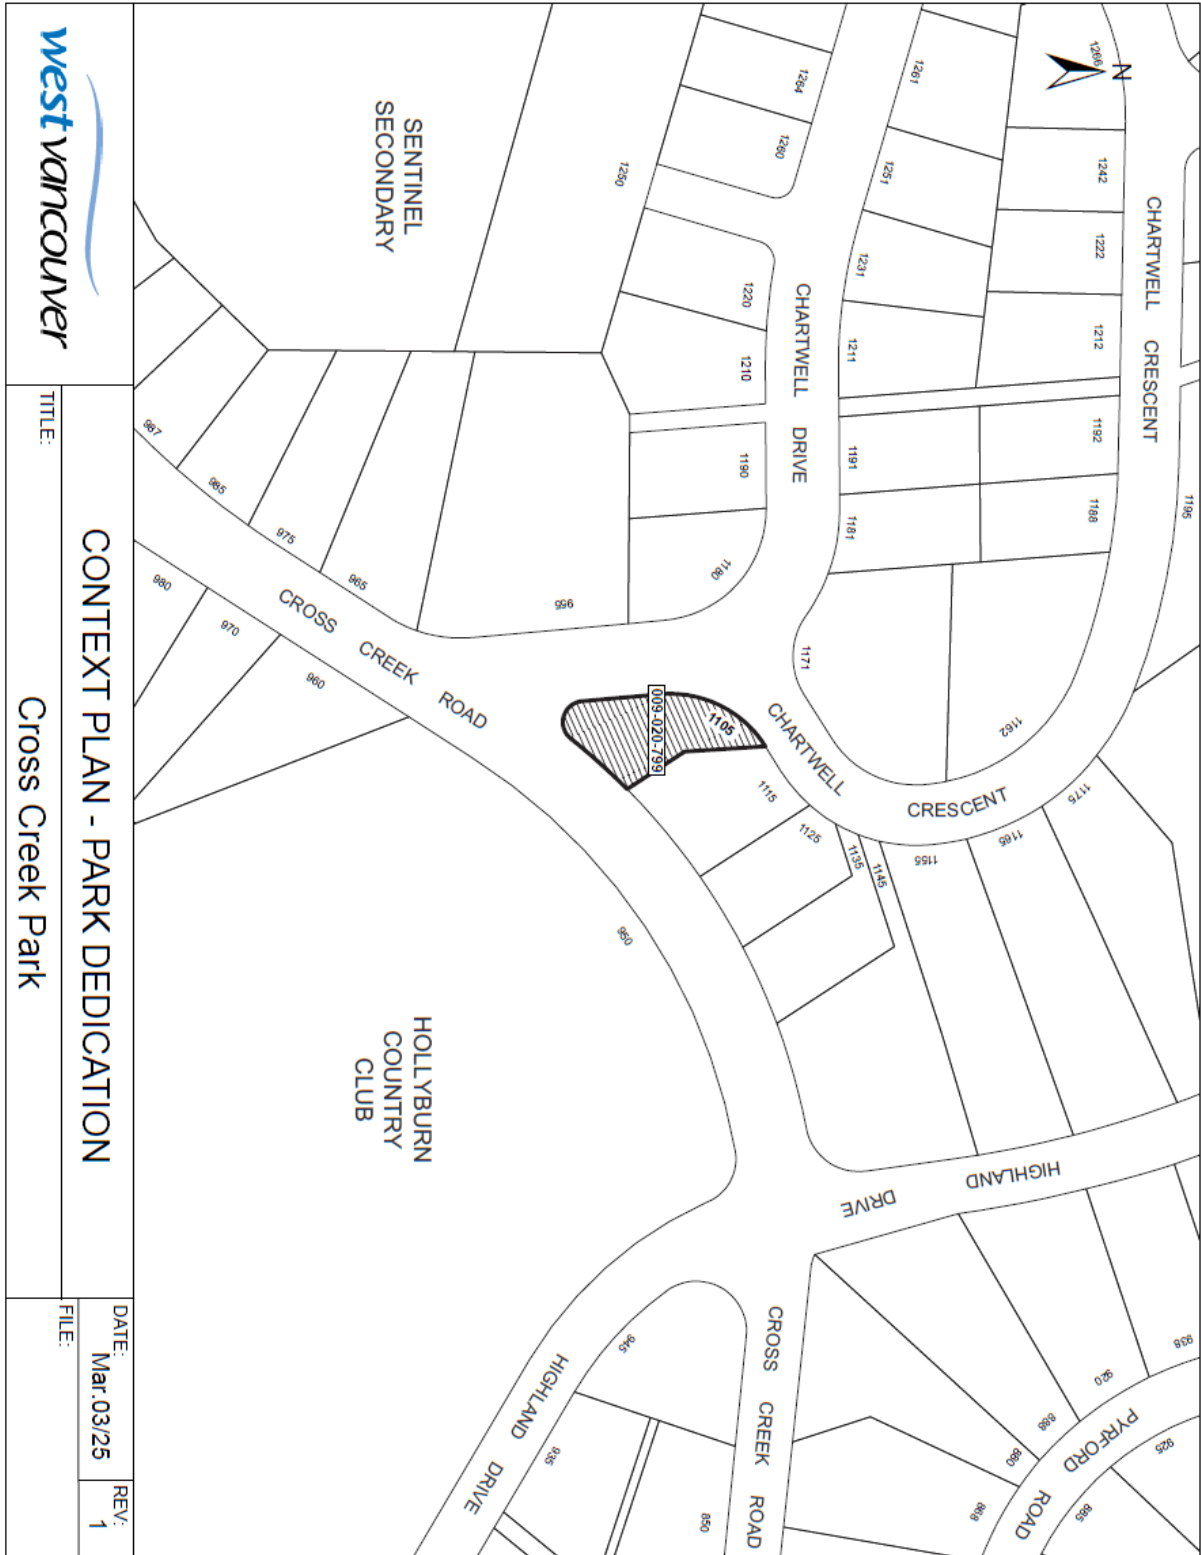 N
1266
1242
1222
1212
1192
1188
1195
CHARTWELL CRESCENT
1261
1251
1231
1211
1191
1181
1171
1162
1264
1260
1250
1220
1210
1190
1180
CHARTWELL DRIVE
SENTINEL
SECONDARY
CHARTWELL
CRESCENT
1175
1165
1155
1145
1135
1125
1115
1105
009-020-799
987
985
975
965
955
980
970
960
CROSS CREEK ROAD
950
HOLLYBURN
COUNTRY
CLUB
HIGHLAND
DRIVE
938
920
888
880
898
925
885
PYRFORD
ROAD
CROSS CREEK ROAD
945
935
850
HIGHLAND
DRIVE
west vancouver
TITLE:
CONTEXT PLAN - PARK DEDICATION
Cross Creek Park
DATE:
Mar.03/25
REV:
1
FILE: